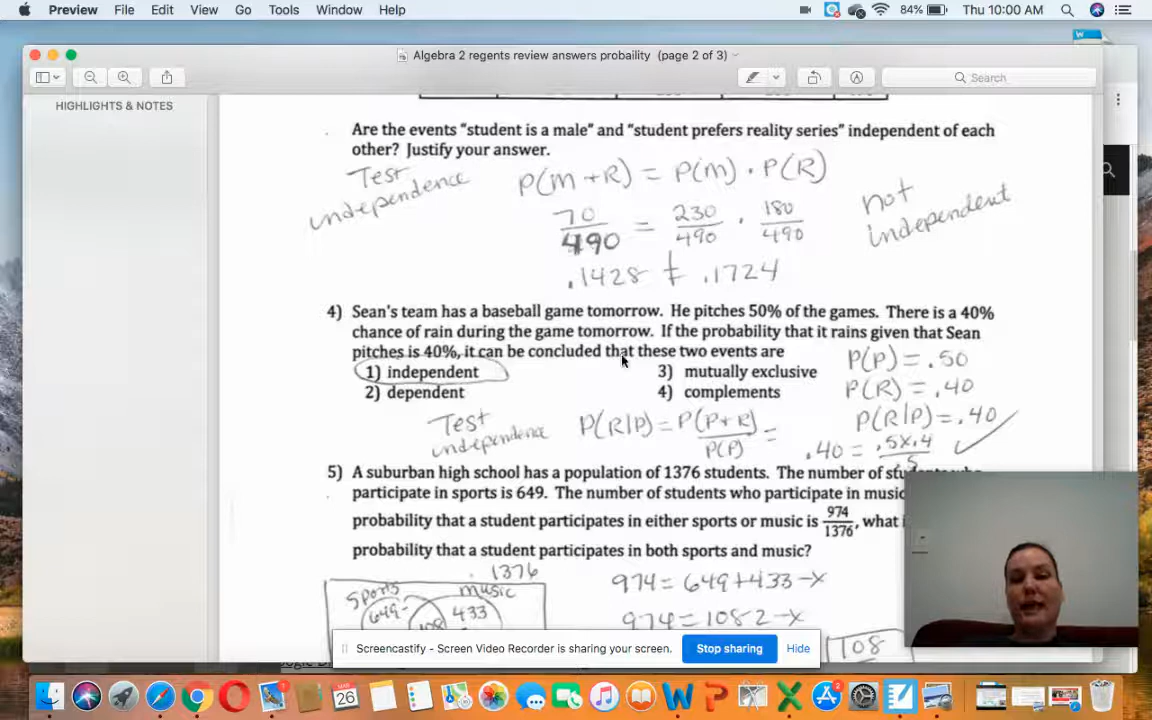 Preview File Edit View Go Tools Window Help 84% Thu 10:00 AM
Algebra 2 regents review answers probaility (page 2 of 3)
Search
HIGHLIGHTS & NOTES
Are the events "student is a male" and "student prefers reality series" independent of each
other? Justify your answer.
Test
independence
P(M + R) = P(M) · P(R)
70/490 = 230/490 · 180/490
.1428 ≠ .1724
not
independent
4) Sean's team has a baseball game tomorrow. He pitches 50% of the games. There is a 40%
chance of rain during the game tomorrow. If the probability that it rains given that Sean
pitches is 40%, it can be concluded that these two events are
1) independent 3) mutually exclusive
2) dependent 4) complements
P(P) = .50
P(R) = .40
P(R|P) = .40
Test
independence
P(R|P) = P(P+R)/P(P) =
.40 = .5x.4/.5 ✓
5) A suburban high school has a population of 1376 students. The number of
participate in sports is 649. The number of students who participate in music
probability that a student participates in either sports or music is 974/1376, what
probability that a student participates in both sports and music?
1376
Sports music
649- 433
108
974 = 649+433-x
974 = 1082-x
108
Screencastify - Screen Video Recorder is sharing your screen. Stop sharing Hide
MAR
26